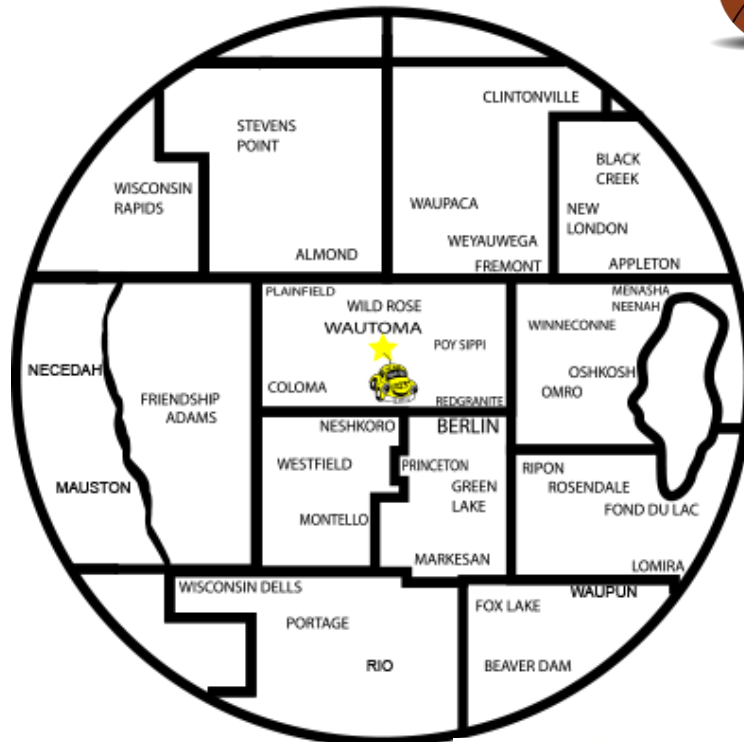 CLINTONVILLE
STEVENS
POINT
BLACK
CREEK
WISCONSIN
RAPIDS
WAUPACA
NEW
LONDON
WEYAUWEGA
ALMOND
FREMONT
APPLETON
PLAINFIELD
MENASHA
NEENAH
WILD ROSE
WAUTOMA
WINNECONNE
POY SIPPI
NECEDAH
OSHKOSH
COLOMA
OMRO
FRIENDSHIP
ADAMS
REDGRANITE
NESHKORO
BERLIN
WESTFIELD
PRINCETON
RIPON
MAUSTON
GREEN
LAKE
ROSENDALE
MONTELLO
FOND DU LAC
MARKESAN
LOMIRA
WISCONSIN DELLS
WAUPUN
FOX LAKE
PORTAGE
RIO
BEAVER DAM